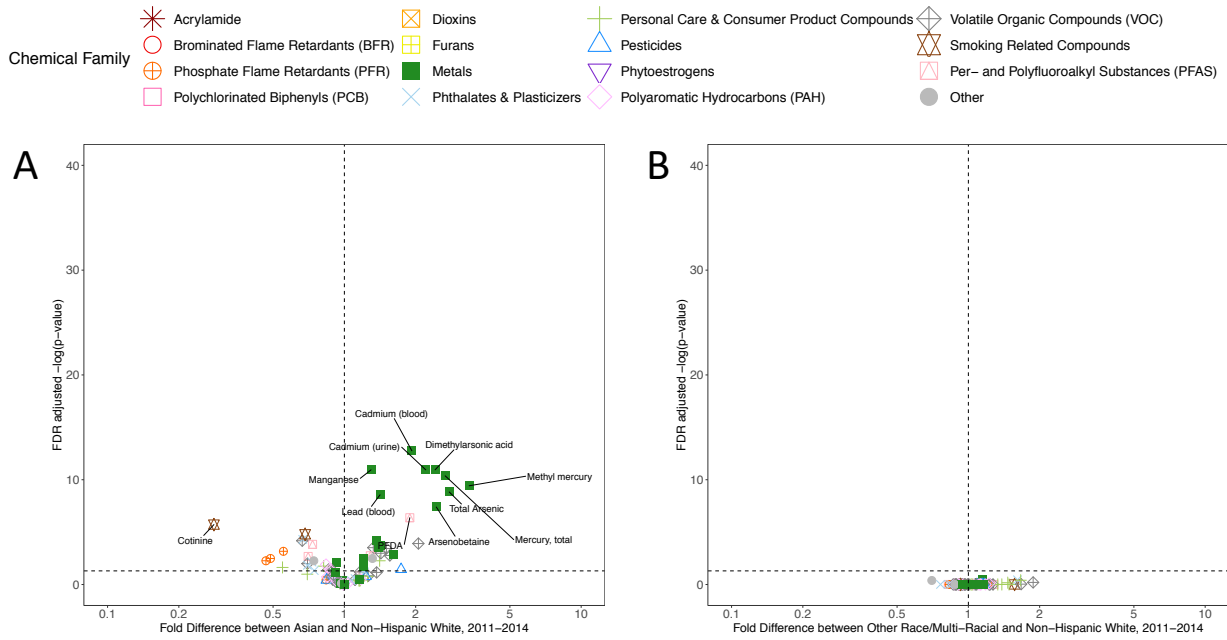 Chemical Family
Acrylamide
Brominated Flame Retardants (BFR)
Phosphate Flame Retardants (PFR)
Polychlorinated Biphenyls (PCB)
Dioxins
Furans
Metals
Phthalates & Plasticizers
Personal Care & Consumer Product Compounds
Pesticides
Phytoestrogens
Polyaromatic Hydrocarbons (PAH)
Volatile Organic Compounds (VOC)
Smoking Related Compounds
Per− and Polyfluoroalkyl Substances (PFAS)
Other
A
FDR adjusted −log(p−value)
40
30
20
10
0
Cadmium (blood)
Cadmium (urine)
Dimethylarsonic acid
Manganese
Methyl mercury
Lead (blood)
Total Arsenic
Cotinine
PFDA
Arsenobetaine
Mercury, total
0.1
0.2
0.5
1
2
5
10
Fold Difference between Asian and Non−Hispanic White, 2011−2014
B
FDR adjusted −log(p−value)
40
30
20
10
0
0.1
0.2
0.5
1
2
5
10
Fold Difference between Other Race/Multi−Racial and Non−Hispanic White, 2011−2014